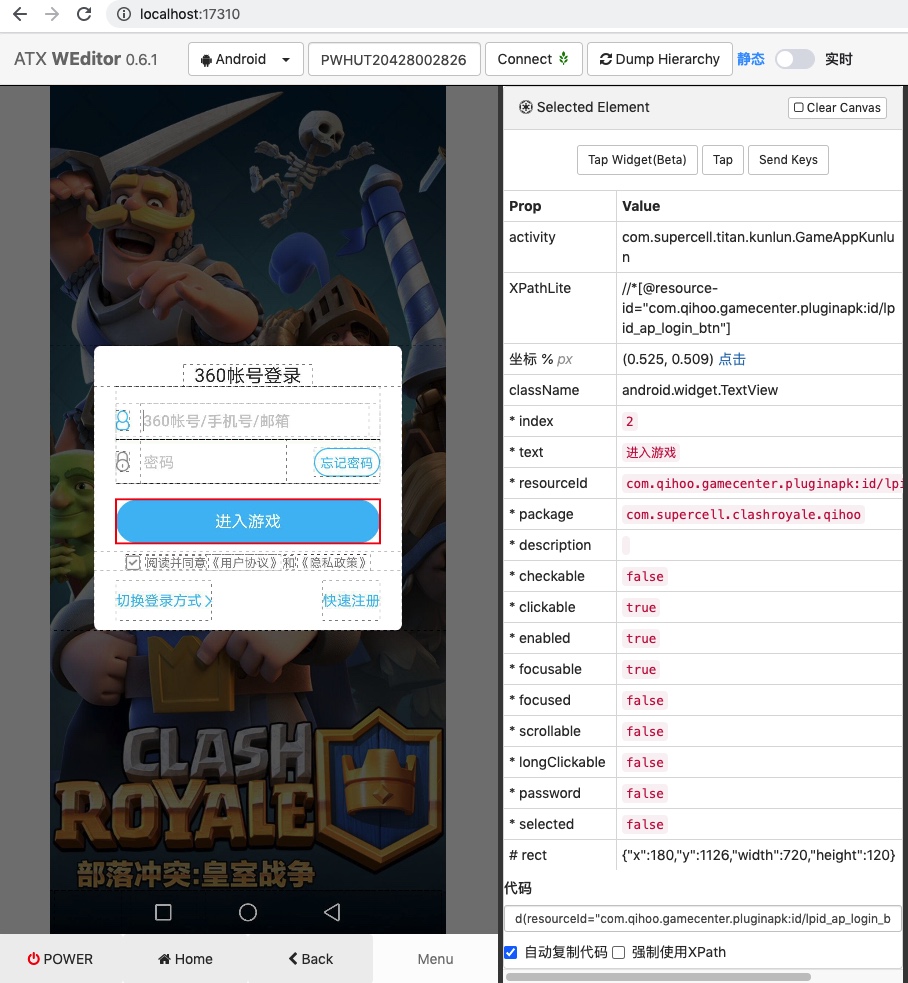 localhost:17310
ATX WEditor 0.6.1
Android
PWHUT20428002826
Connect
Dump Hierarchy
静态
实时
360帐号登录
360帐号/手机号/邮箱
密码
忘记密码
进入游戏
阅读并同意《用户协议》和《隐私政策》
切换登录方式
快速注册
CLASH
ROYALE
部落冲突:皇室战争
POWER
Home
Back
Menu
Selected Element
Clear Canvas
Tap Widget(Beta)
Tap
Send Keys
Prop Value
activity com.supercell.titan.kunlun.GameAppKunlu
n
XPathLite //*[@resource-
id="com.qihoo.gamecenter.pluginapk:id/lp
id_ap_login_btn"]
坐标 % px (0.525, 0.509) 点击
className android.widget.TextView
* index 2
* text 进入游戏
* resourceId com.qihoo.gamecenter.pluginapk:id/lpi
* package com.supercell.clashroyale.qihoo
* description
* checkable false
* clickable true
* enabled true
* focusable true
* focused false
* scrollable false
* longClickable false
* password false
* selected false
# rect {"x":180,"y":1126,"width":720,"height":120}
代码
d(resourceId="com.qihoo.gamecenter.pluginapk:id/lpid_ap_login_b
自动复制代码 强制使用XPath